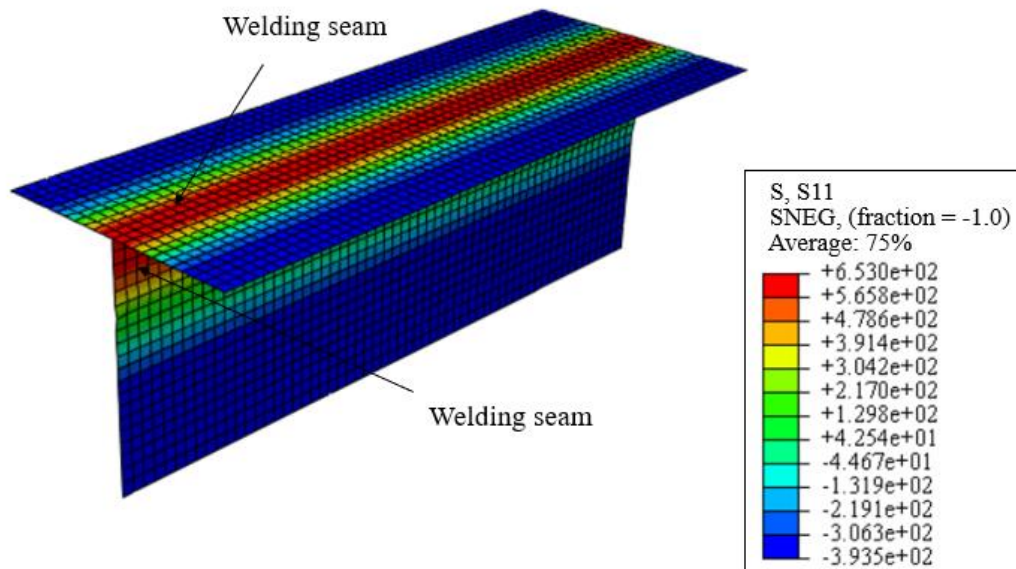 Welding seam
Welding seam
S, S11
SNEG, (fraction = -1.0)
Average: 75%
+6.530e+02
+5.658e+02
+4.786e+02
+3.914e+02
+3.042e+02
+2.170e+02
+1.298e+02
+4.254e+01
-4.467e+01
-1.319e+02
-2.191e+02
-3.063e+02
-3.935e+02